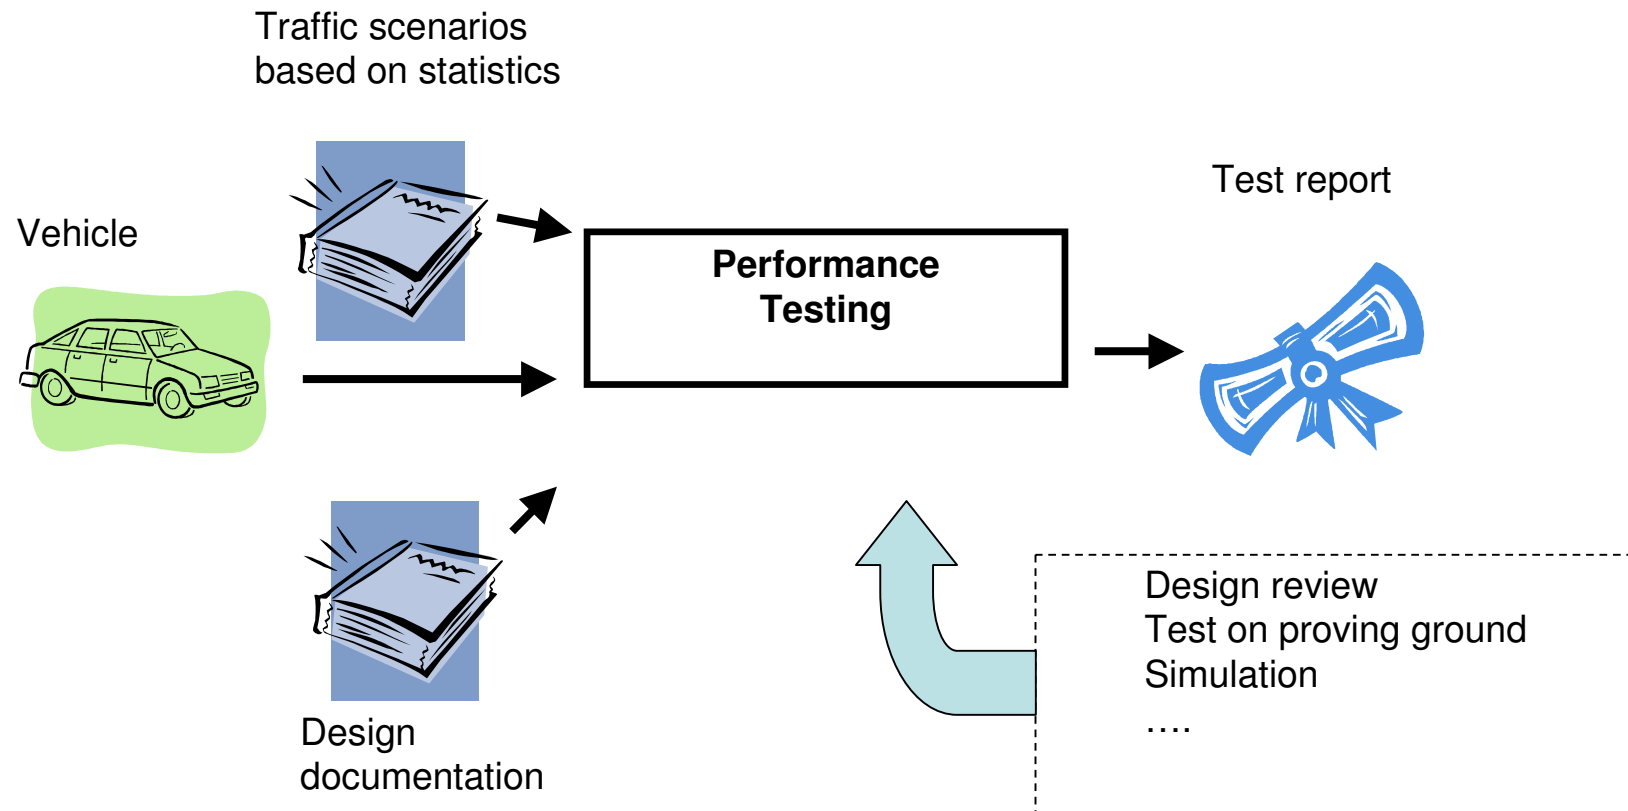 Traffic scenarios
based on statistics
Vehicle
Test report
Performance
Testing
Design review
Test on proving ground
Simulation
....
Design
documentation